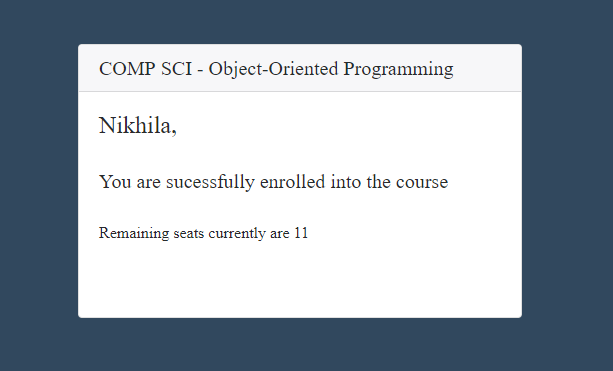 COMP SCI - Object-Oriented Programming
Nikhila,
You are sucessfully enrolled into the course
Remaining seats currently are 11